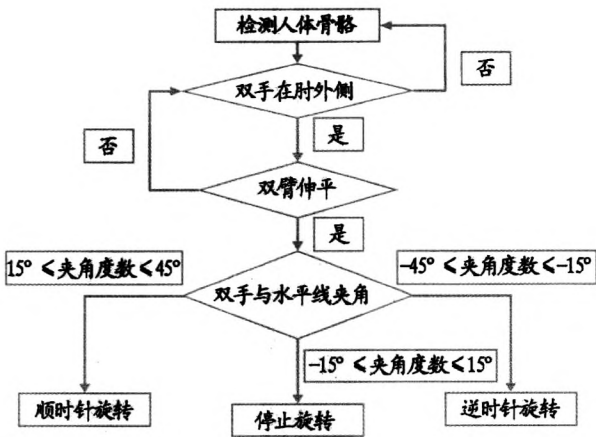 检测人体骨骼
否
双手在肘外侧
否
是
双臂伸平
是
15° ≤夹角度数≤45°
-45° ≤夹角度数≤-15°
双手与水平线夹角
-15° ≤夹角度数≤15°
顺时针旋转
停止旋转
逆时针旋转